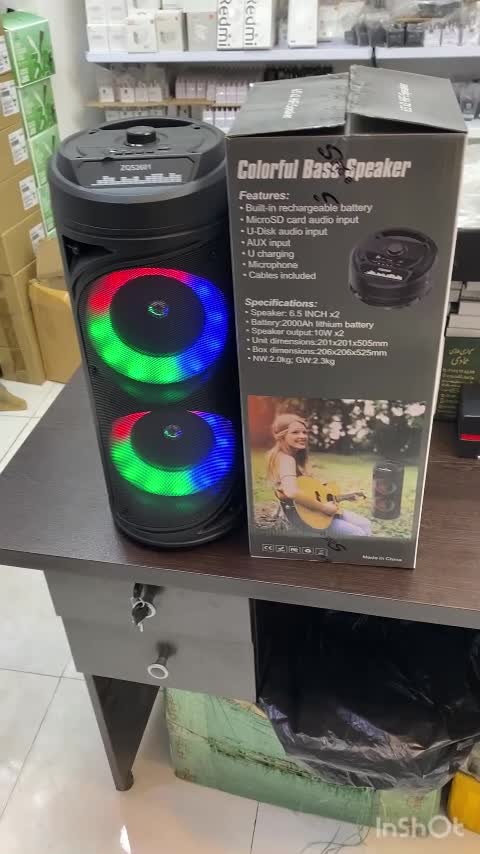 Redmi
Redmi
ZQS2601
Colorful Bass Speaker
Features:
• Built-in rechargeable battery
• MicroSD card audio input
• U-Disk audio input
• AUX input
• U charging
• Microphone
• Cables included
Specifications:
• Speaker: 6.5 INCH x2
• Battery:2000Ah lithium battery
• Speaker output:10W x2
• Unit dimensions:201x201x505mm
• Box dimensions:206x206x525mm
• NW:2.0kg; GW:2.3kg
Made in China
InShOt